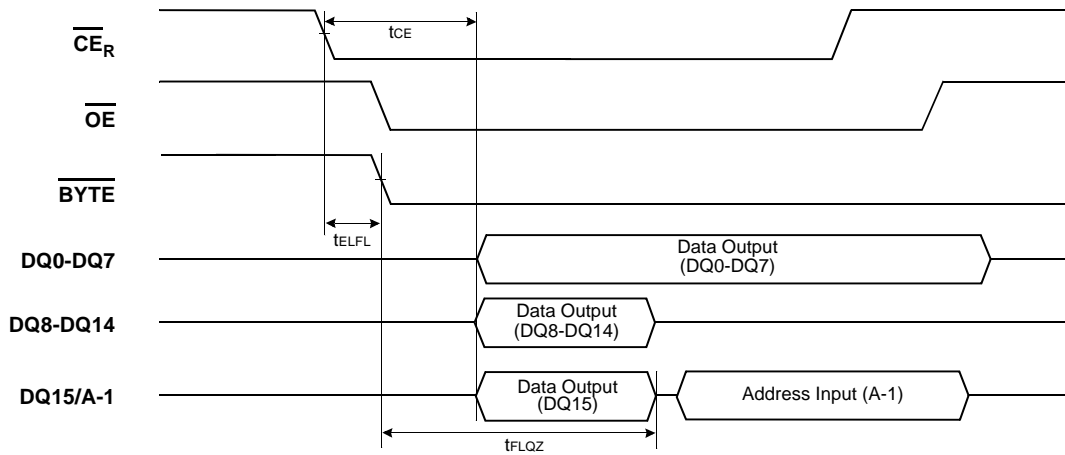 tCE
CER
OE
BYTE
tELFL
DQ0-DQ7
Data Output
(DQ0-DQ7)
DQ8-DQ14
Data Output
(DQ8-DQ14)
DQ15/A-1
Data Output
(DQ15)
Address Input (A-1)
tFLQZ